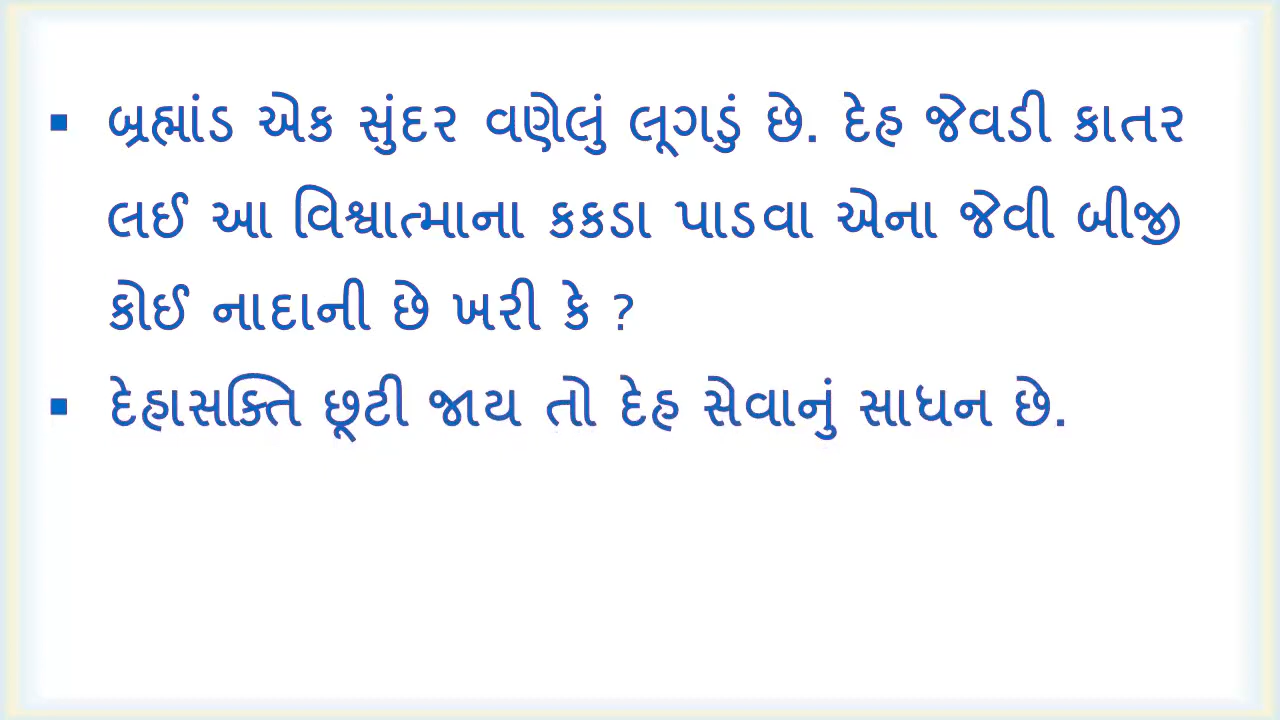 ▪ બ્રહ્માંડ એક સુંદર વણેલું લૂગડું છે. દેહ જેવડી કાતર
લઈ આ વિશ્વાત્માના કકડા પાડવા એના જેવી બીજી
કોઈ નાદાની છે ખરી કે ?
▪ દેહાસક્તિ છૂટી જાય તો દેહ સેવાનું સાધન છે.